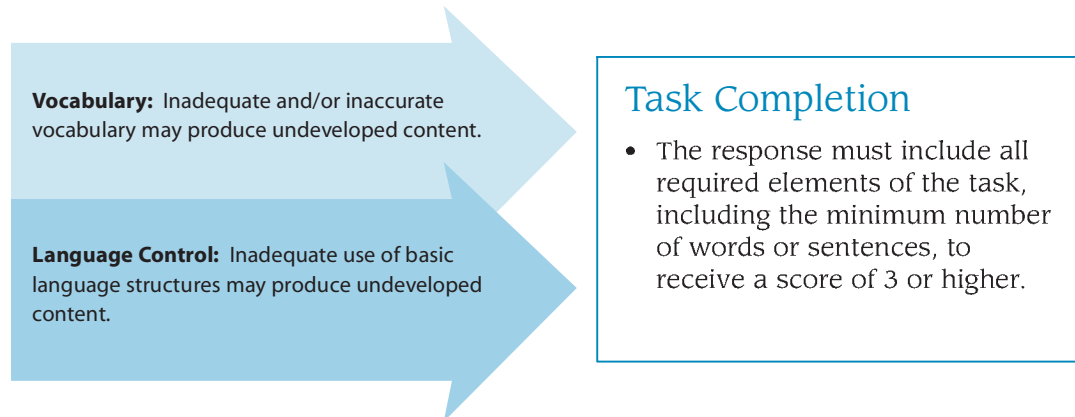 Vocabulary: Inadequate and/or inaccurate
vocabulary may produce undeveloped content.
Language Control: Inadequate use of basic
language structures may produce undeveloped
content.
Task Completion
• The response must include all
required elements of the task,
including the minimum number
of words or sentences, to
receive a score of 3 or higher.